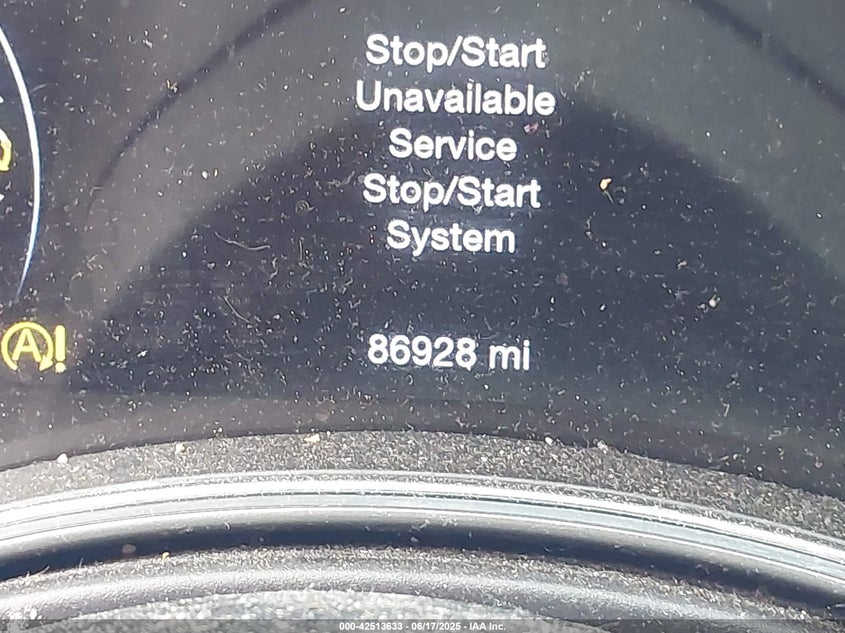 Stop/Start
Unavailable
Service
Stop/Start
System
A!
86928 mi
000-42513633 - 06/17/2025 - IAA Inc.